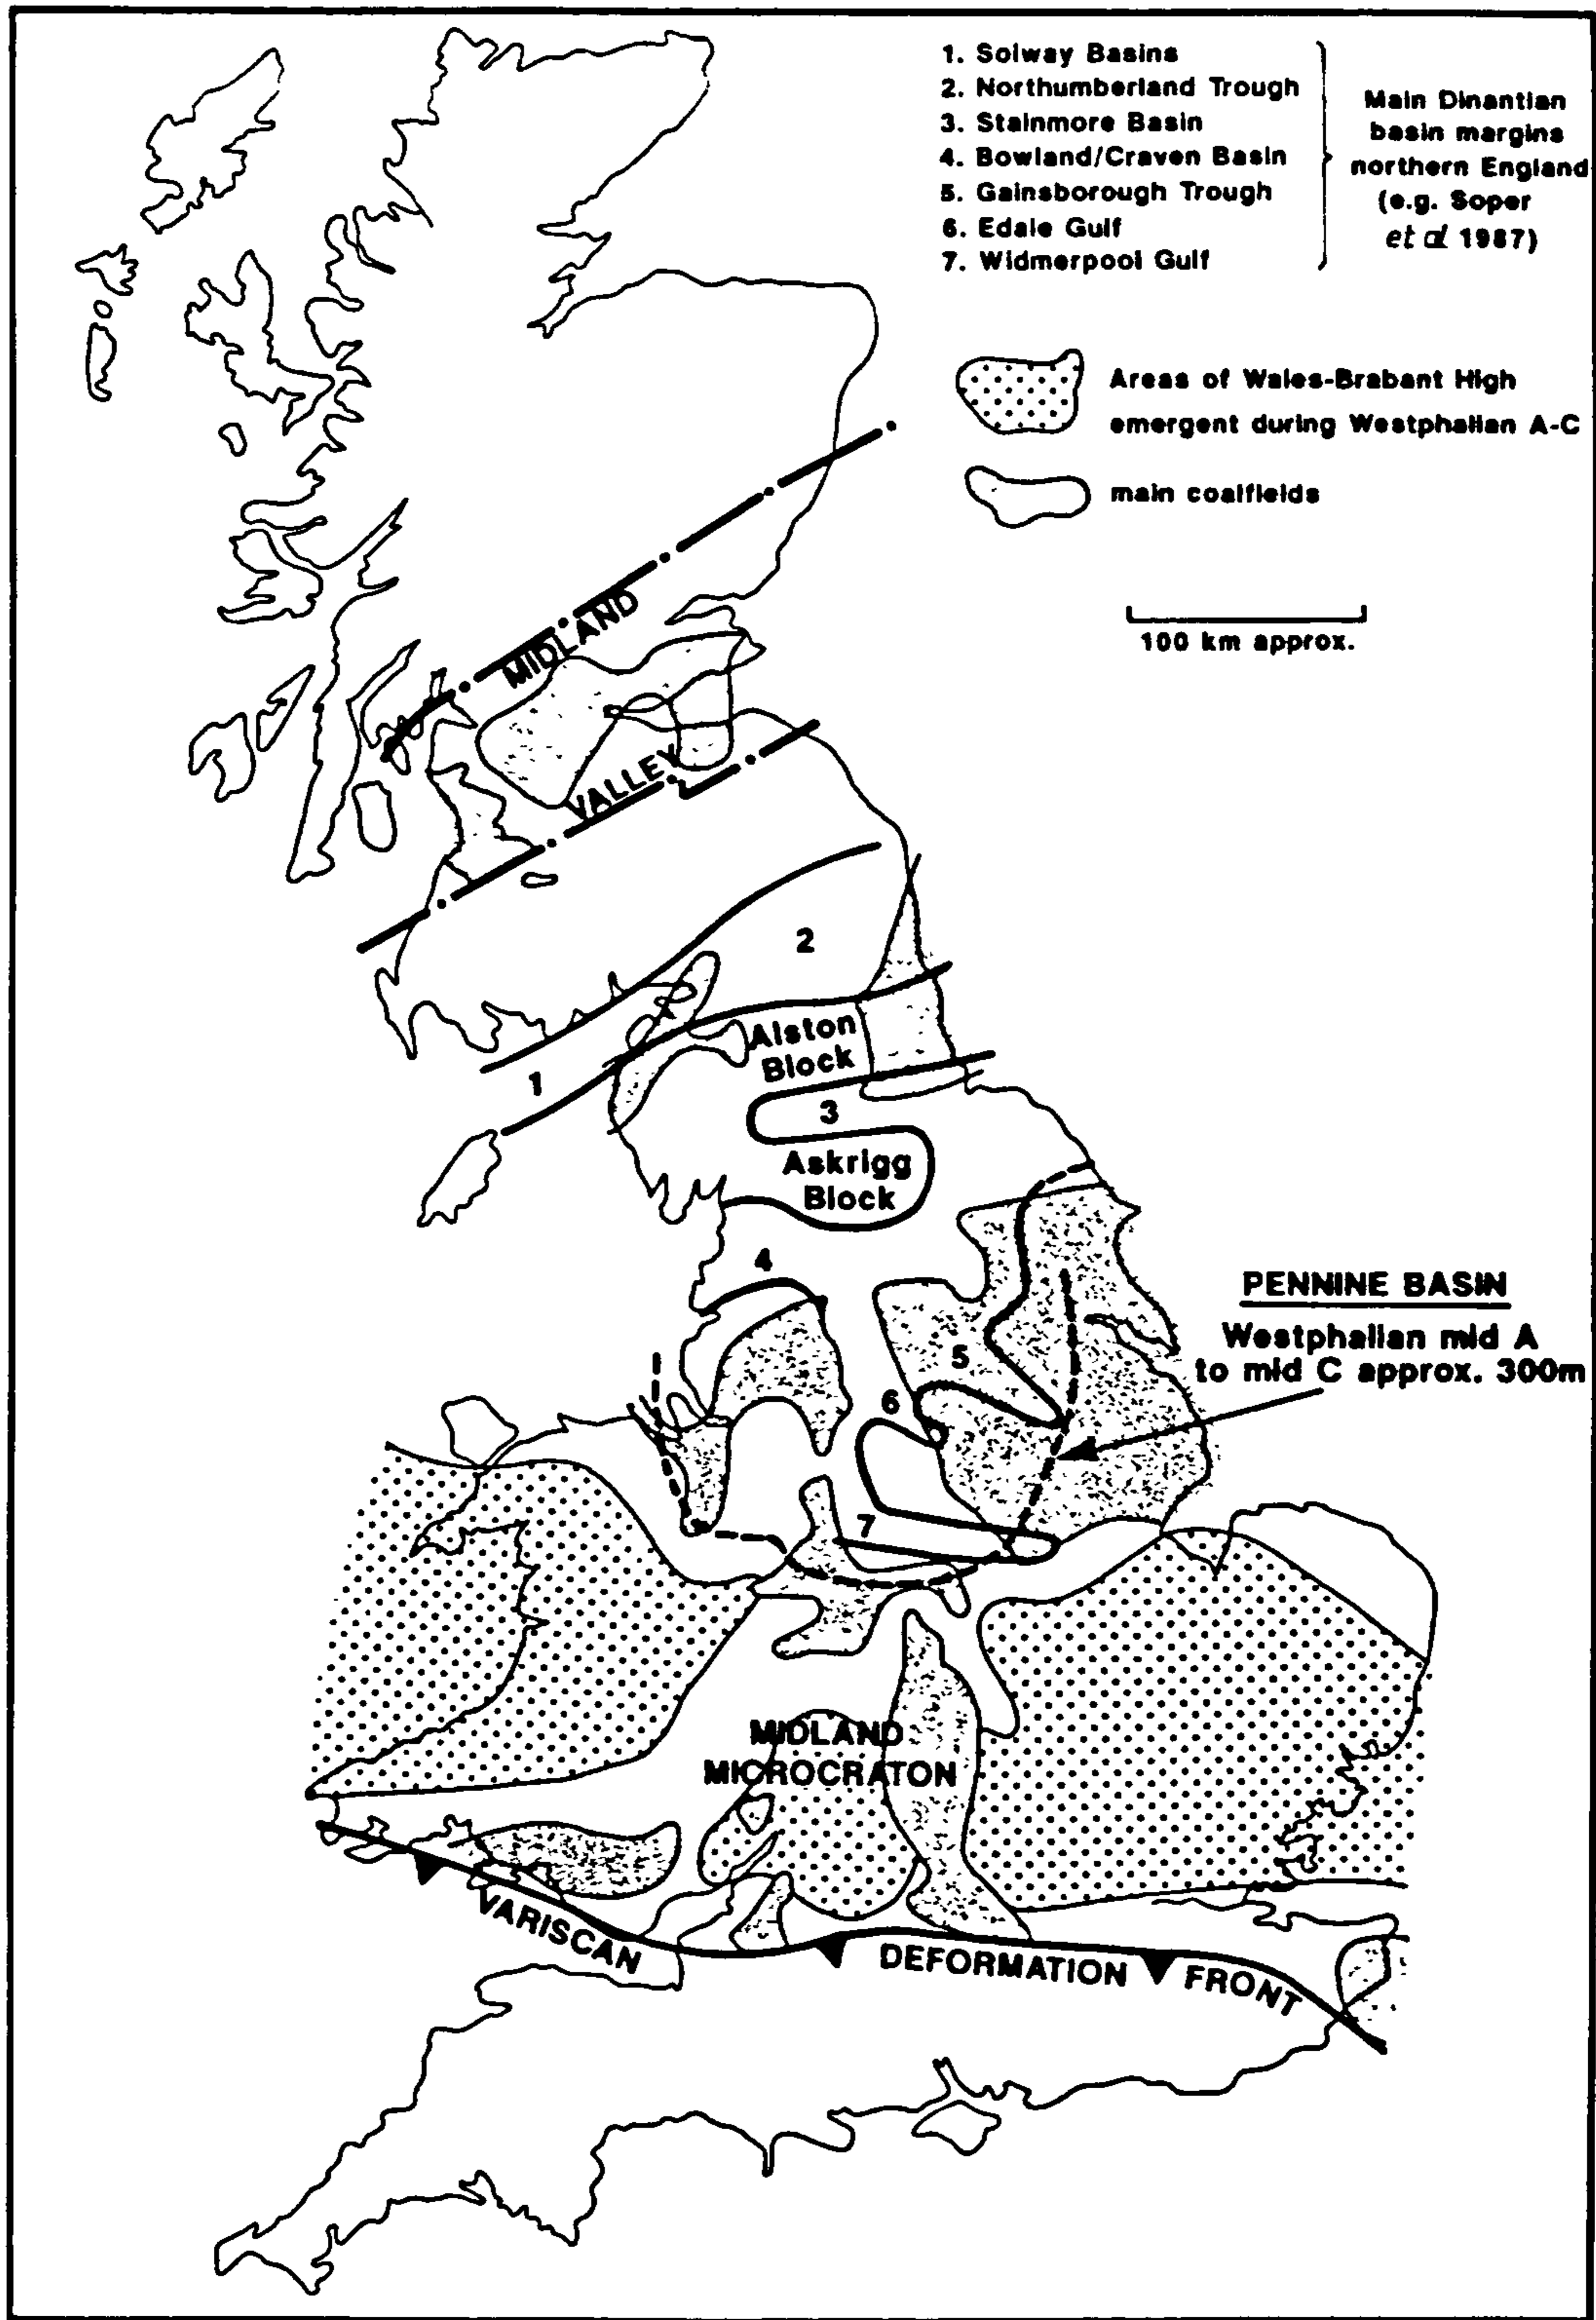 1. Solway Basins
2. Northumberland Trough
3. Stainmore Basin
4. Bowland/Craven Basin
5. Gainsborough Trough
6. Edale Gulf
7. Widmerpool Gulf
Main Dinantian
basin margins
northern England
(e.g. Soper
et al 1987)
Areas of Wales-Brabant High
emergent during Westphalian A-C
main coalfields
100 km approx.
MIDLAND
VALLEY
2
Alston
Block
1
3
Askrigg
Block
4
PENNINE BASIN
Westphalian mid A
to mid C approx. 300m
5
6
7
MIDLAND
MICROCRATON
VARISCAN
DEFORMATION
FRONT